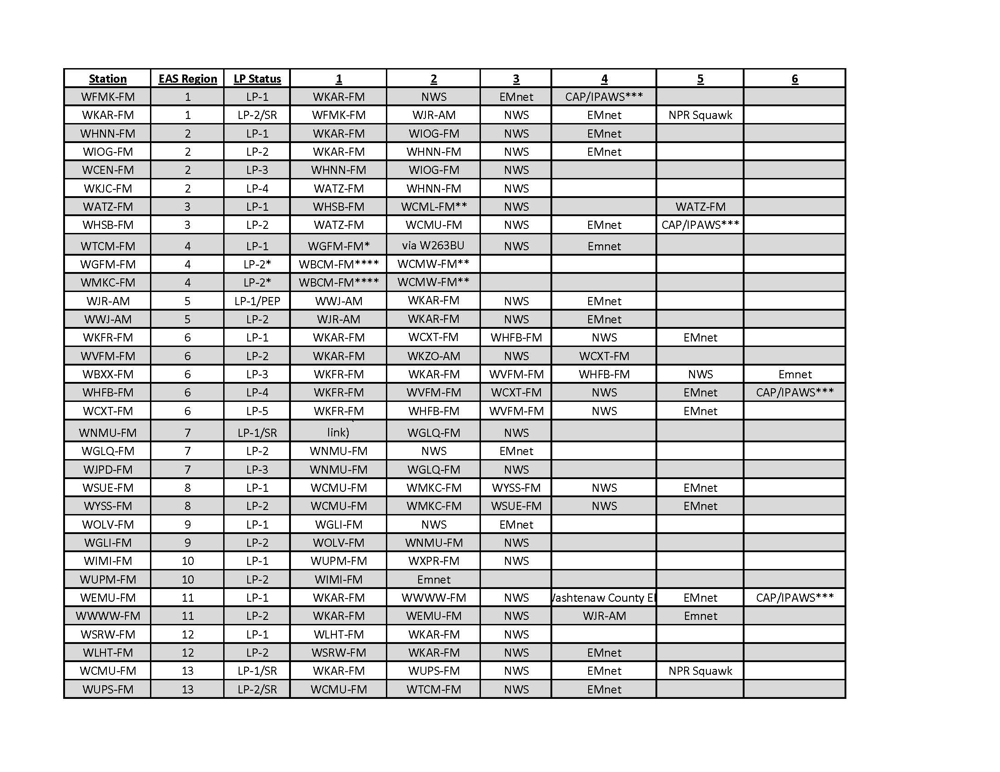 Station EAS Region LP Status 1 2 3 4 5 6
WFMK-FM 1 LP-1 WKAR-FM NWS EMnet CAP/IPAWS***
WKAR-FM 1 LP-2/SR WFMK-FM WJR-AM NWS EMnet NPR Squawk
WHNN-FM 2 LP-1 WKAR-FM WIOG-FM NWS EMnet
WIOG-FM 2 LP-2 WKAR-FM WHNN-FM NWS EMnet
WCEN-FM 2 LP-3 WHNN-FM WIOG-FM NWS
WKJC-FM 2 LP-4 WATZ-FM WHNN-FM NWS
WATZ-FM 3 LP-1 WHSB-FM WCML-FM** NWS WATZ-FM
WHSB-FM 3 LP-2 WATZ-FM WCMU-FM NWS EMnet CAP/IPAWS***
WTCM-FM 4 LP-1 WGFM-FM* via W263BU NWS Emnet
WGFM-FM 4 LP-2* WBCM-FM**** WCMW-FM**
WMKC-FM 4 LP-2* WBCM-FM**** WCMW-FM**
WJR-AM 5 LP-1/PEP WWJ-AM WKAR-FM NWS EMnet
WWJ-AM 5 LP-2 WJR-AM WKAR-FM NWS EMnet
WKFR-FM 6 LP-1 WKAR-FM WCXT-FM WHFB-FM NWS EMnet
WVFM-FM 6 LP-2 WKAR-FM WKZO-AM NWS WCXT-FM
WBXX-FM 6 LP-3 WKFR-FM WKAR-FM WVFM-FM WHFB-FM NWS Emnet
WHFB-FM 6 LP-4 WKFR-FM WVFM-FM WCXT-FM NWS EMnet CAP/IPAWS***
WCXT-FM 6 LP-5 WKFR-FM WHFB-FM WVFM-FM NWS EMnet
WNMU-FM 7 LP-1/SR link) WGLQ-FM NWS
WGLQ-FM 7 LP-2 WNMU-FM NWS EMnet
WJPD-FM 7 LP-3 WNMU-FM WGLQ-FM NWS
WSUE-FM 8 LP-1 WCMU-FM WMKC-FM WYSS-FM NWS EMnet
WYSS-FM 8 LP-2 WCMU-FM WMKC-FM WSUE-FM NWS EMnet
WOLV-FM 9 LP-1 WGLI-FM NWS EMnet
WGLI-FM 9 LP-2 WOLV-FM WNMU-FM NWS
WIMI-FM 10 LP-1 WUPM-FM WXPR-FM NWS
WUPM-FM 10 LP-2 WIMI-FM Emnet
WEMU-FM 11 LP-1 WKAR-FM WWWW-FM NWS County EMnet CAP/IPAWS***
WWWW-FM 11 LP-2 WKAR-FM WEMU-FM NWS WJR-AM Emnet
WSRW-FM 12 LP-1 WLHT-FM WKAR-FM NWS
WLHT-FM 12 LP-2 WSRW-FM WKAR-FM NWS EMnet
WCMU-FM 13 LP-1/SR WKAR-FM WUPS-FM NWS EMnet NPR Squawk
WUPS-FM 13 LP-2/SR WCMU-FM WTCM-FM NWS EMnet